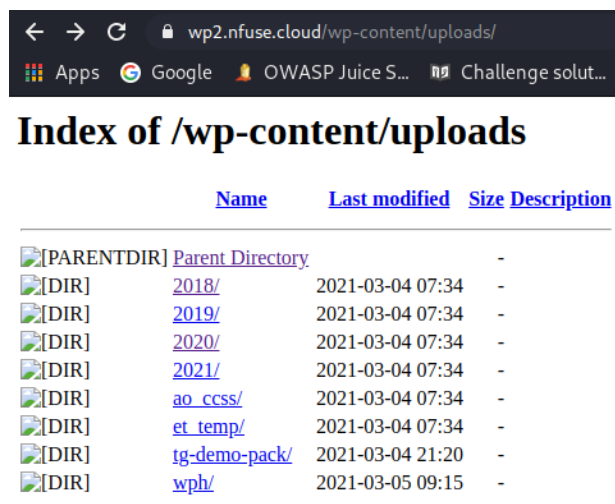 wp2.nfuse.cloud/wp-content/uploads/
Apps Google OWASP Juice S... Challenge solut...
Index of /wp-content/uploads
Name Last modified Size Description
[PARENTDIR] Parent Directory -
[DIR] 2018/ 2021-03-04 07:34 -
[DIR] 2019/ 2021-03-04 07:34 -
[DIR] 2020/ 2021-03-04 07:34 -
[DIR] 2021/ 2021-03-04 07:34 -
[DIR] ao_ccss/ 2021-03-04 07:34 -
[DIR] et_temp/ 2021-03-04 07:34 -
[DIR] tg-demo-pack/ 2021-03-04 21:20 -
[DIR] wph/ 2021-03-05 09:15 -